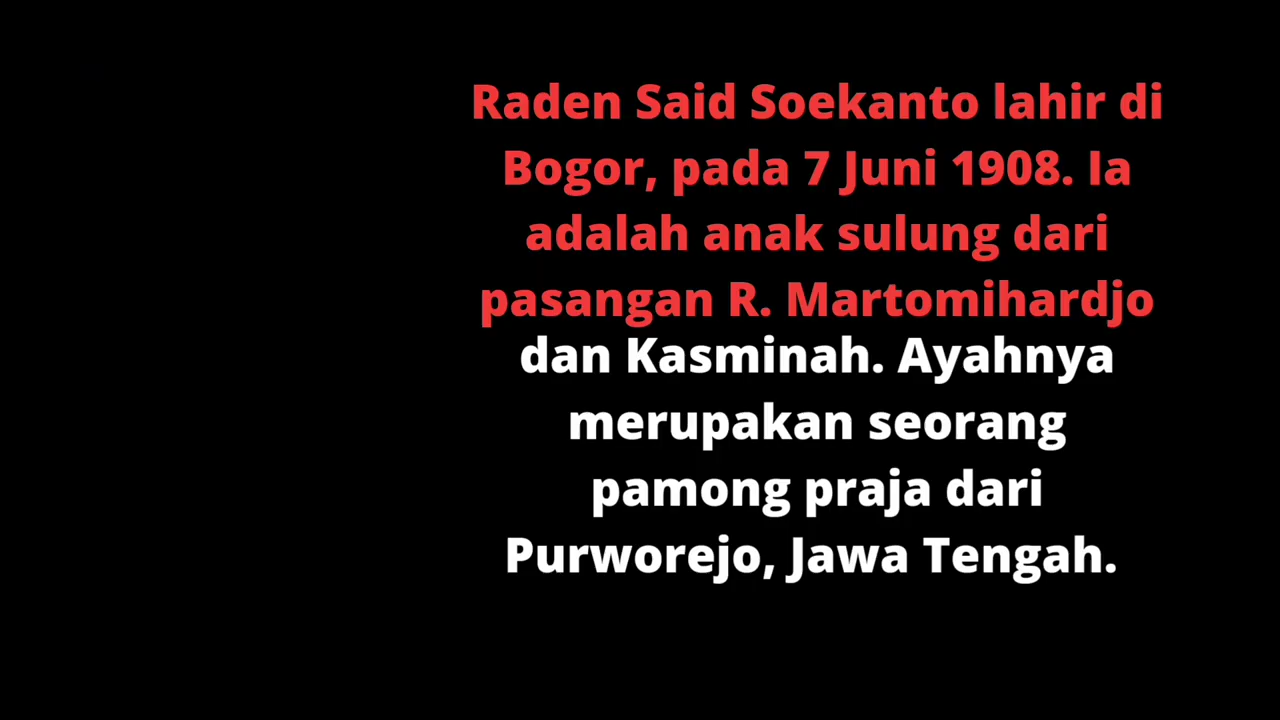 Raden Said Soekanto lahir di
Bogor, pada 7 Juni 1908. Ia
adalah anak sulung dari
pasangan R. Martomihardjo
dan Kasminah. Ayahnya
merupakan seorang
pamong praja dari
Purworejo, Jawa Tengah.